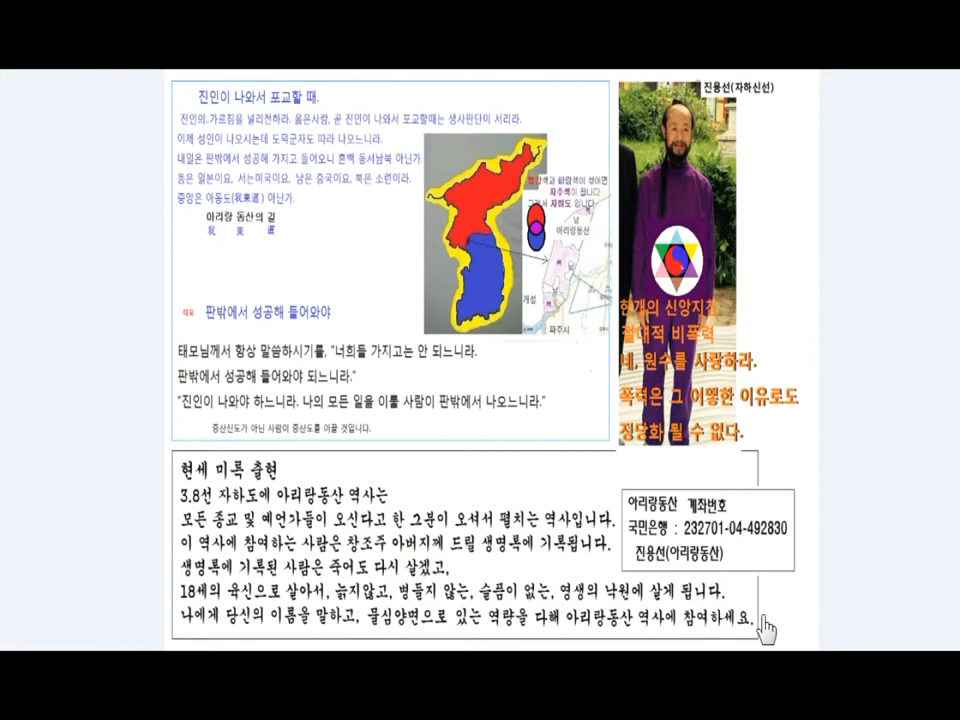 진인이 나와서 포교할 때.
진인의..가르침을 널리전하라. 옳은사람, 곧 진인이 나와서 포교할때는 생사판단이 서리라.
이제 성인이 나오시는데 도덕군자도 따라 나오느니라.
내일은 판밖에서 성공해 가지고 들어오니 혼백 동서남북 아닌가.
동은 일본이요, 서는미국이요, 남은 중국이요, 북은 소련이라.
중앙은 아동도(我東道) 아닌가.
아리랑 동산의 길
我 東 道
빨강색과 파랑색이 섞이면
자주색이 됩니다
그래서 자하도 입니다.
북
남
아리랑동산
북
남
개성
남
북
파주시
대모 판밖에서 성공해 들어와야
태모님께서 항상 말씀하시기를, "너희들 가지고는 안 되느니라.
판밖에서 성공해 들어와야 되느니라."
"진인이 나와야 하느니라. 나의 모든 일을 이룰 사람이 판밖에서 나오느니라."
증산신도가 아닌 사람이 증산도를 이끌 것입니다.
진용선(자하신선)
한개의 신앙지침
절대적 비폭력
네, 원수를 사랑하라.
폭력은 그 어떻한 이유로도
정당화 될 수 없다.
현세 미륵 출현
3.8선 자하도에 아리랑동산 역사는
모든 종교 및 예언가들이 오신다고 한 그분이 오셔서 펼치는 역사입니다.
이 역사에 참여하는 사람은 창조주 아버지께 드릴 생명록에 기록됩니다.
생명록에 기록된 사람은 죽어도 다시 살겠고,
18세의 육신으로 살아서, 늙지않고, 병들지 않는, 슬픔이 없는, 영생의 낙원에 살게 됩니다.
나에게 당신의 이름을 말하고, 물심양면으로 있는 역량을 다해 아리랑동산 역사에 참여하세요.
아리랑동산 계좌번호
국민은행 : 232701-04-492830
진용선(아리랑동산)